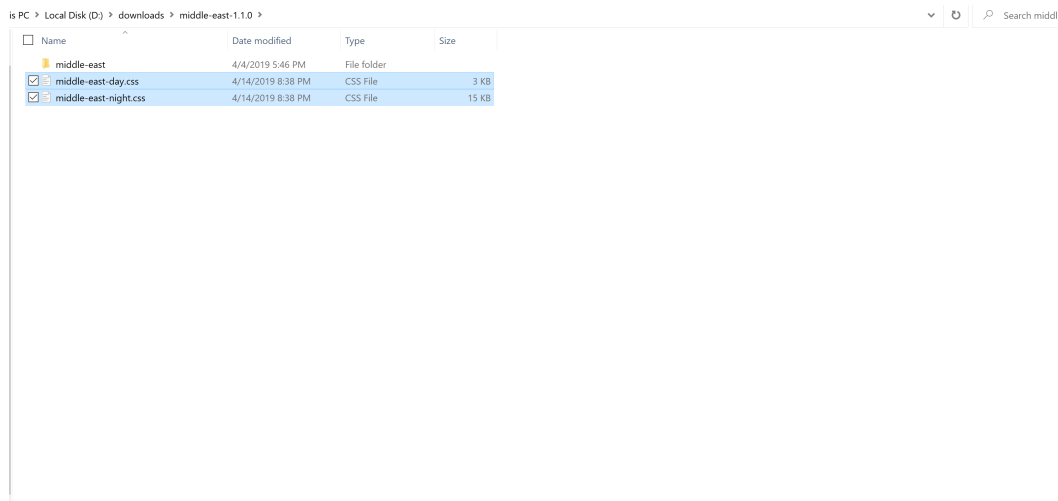 is PC > Local Disk (D:) > downloads > middle-east-1.1.0 > Search middl
Name Date modified Type Size
middle-east 4/4/2019 5:46 PM File folder
middle-east-day.css 4/14/2019 8:38 PM CSS File 3 KB
middle-east-night.css 4/14/2019 8:38 PM CSS File 15 KB